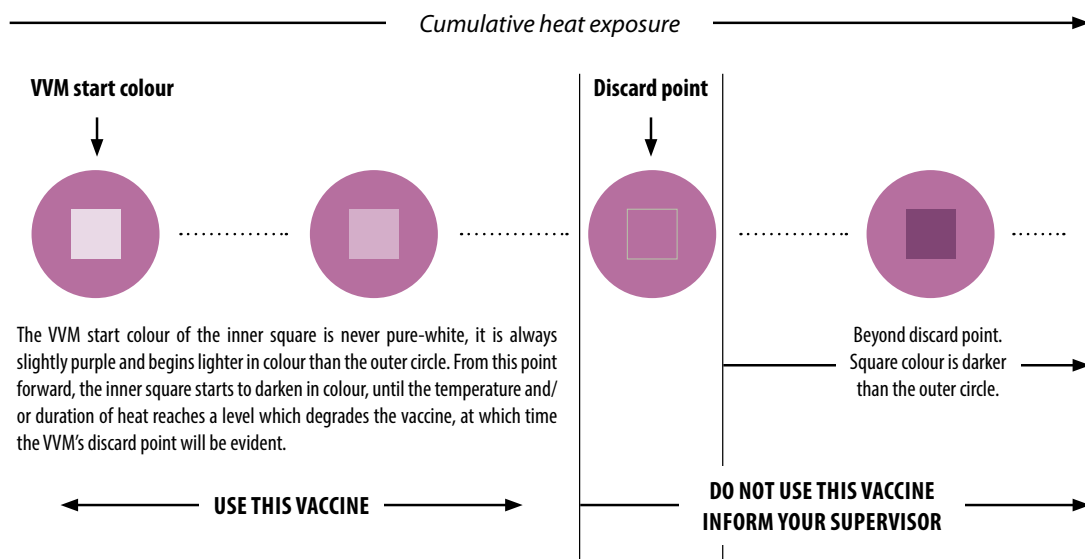 Cumulative heat exposure
VVM start colour
Discard point
The VVM start colour of the inner square is never pure-white, it is always
slightly purple and begins lighter in colour than the outer circle. From this point
forward, the inner square starts to darken in colour, until the temperature and/
or duration of heat reaches a level which degrades the vaccine, at which time
the VVM's discard point will be evident.
Beyond discard point.
Square colour is darker
than the outer circle.
USE THIS VACCINE
DO NOT USE THIS VACCINE
INFORM YOUR SUPERVISOR